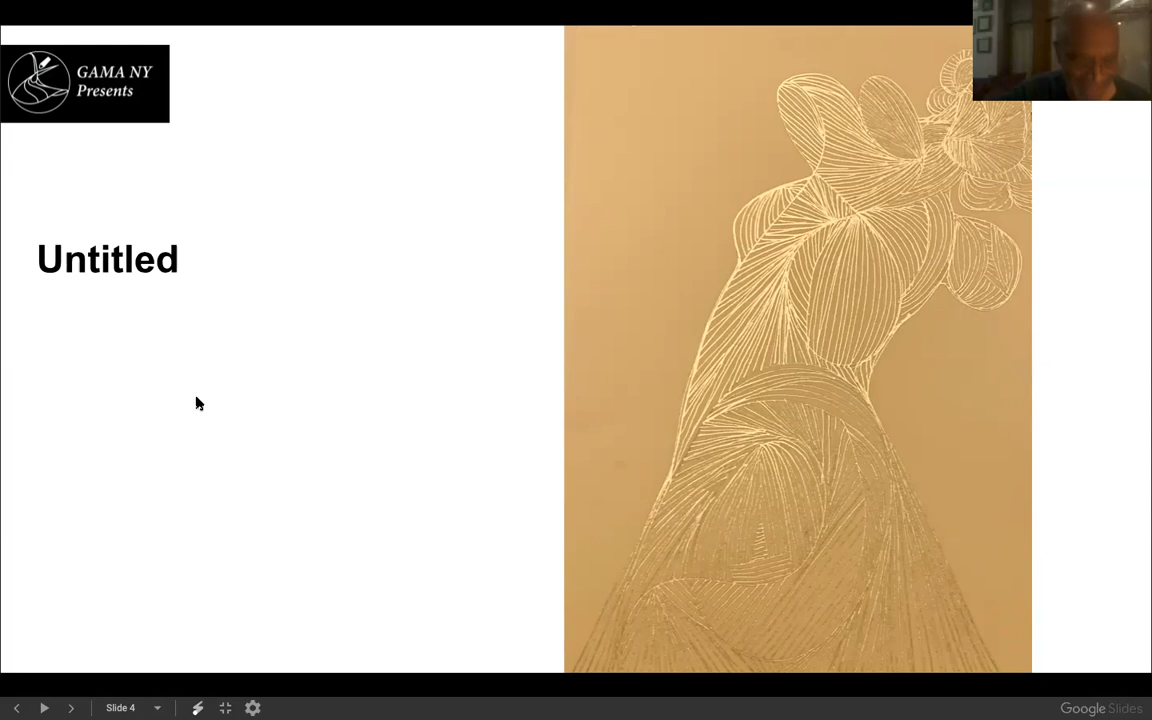 GAMA NY
Presents
Untitled
Slide 4
Google Slides